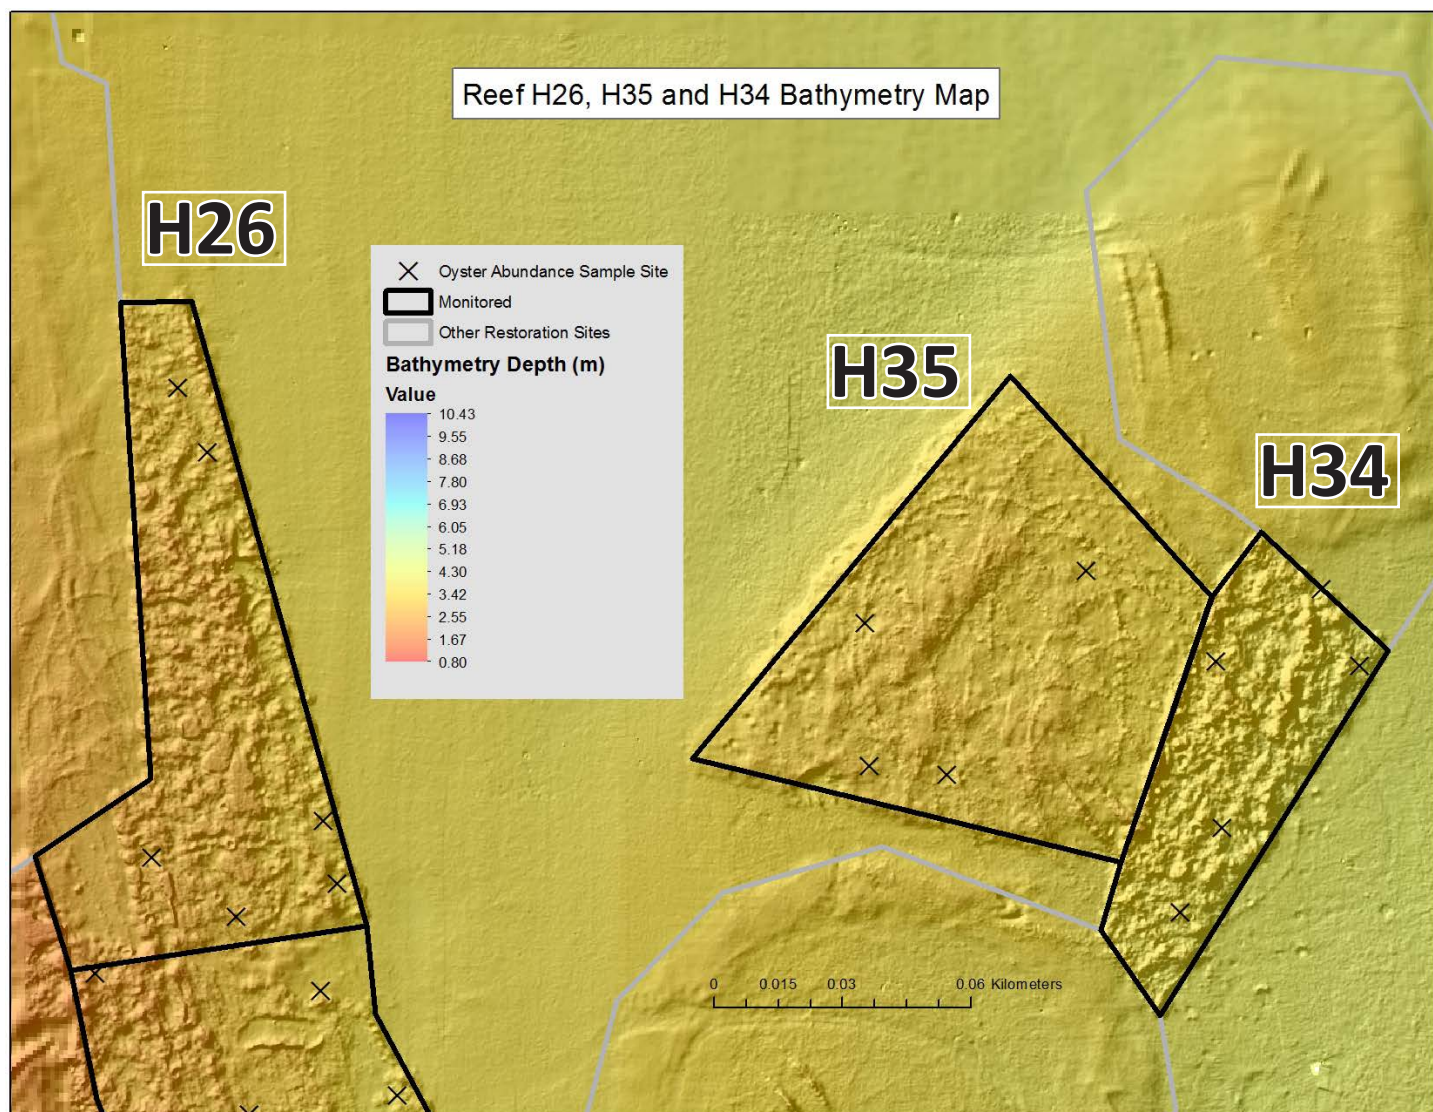 Reef H26, H35 and H34 Bathymetry Map
H26
Oyster Abundance Sample Site
Monitored
Other Restoration Sites
Bathymetry Depth (m)
Value
10.43
9.55
8.68
7.80
6.93
6.05
5.18
4.30
3.42
2.55
1.67
0.80
H35
H34
0 0.015 0.03 0.06 Kilometers